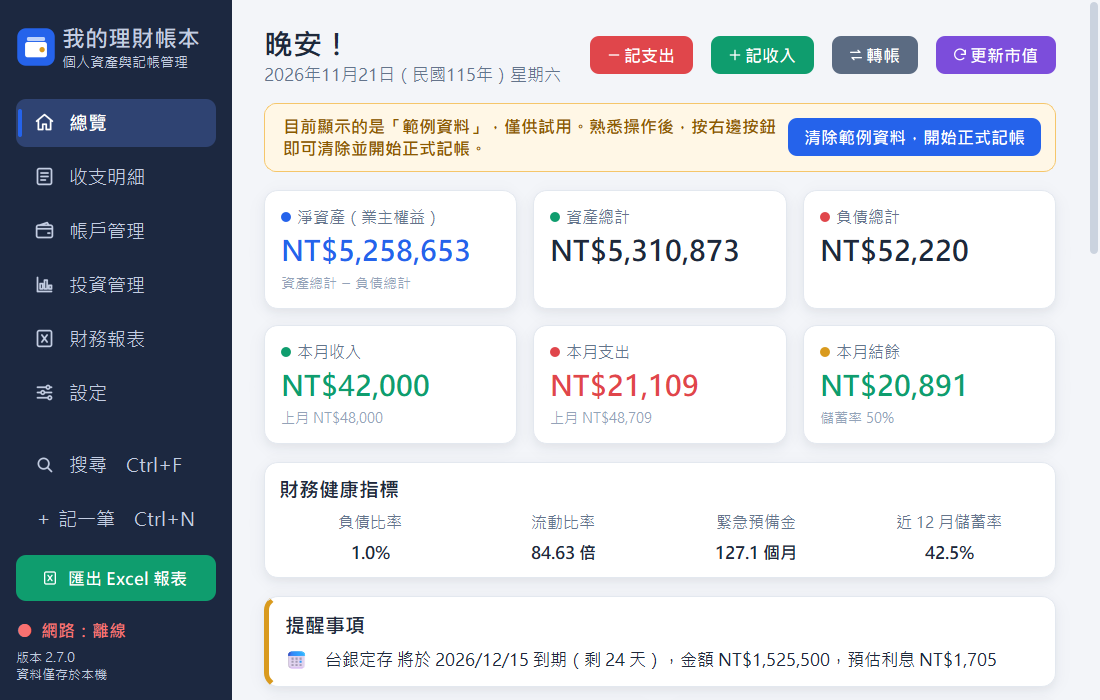 我的理財帳本
個人資產與記帳管理
總覽
收支明細
帳戶管理
投資管理
財務報表
設定
搜尋 Ctrl+F
+ 記一筆 Ctrl+N
匯出 Excel 報表
網路：離線
版本 2.7.0
資料僅存於本機
晚安！
2026年11月21日（民國115年）星期六
－記支出
＋記收入
⇌轉帳
⟳更新市值
目前顯示的是「範例資料」，僅供試用。熟悉操作後，按右邊按鈕
即可清除並開始正式記帳。
清除範例資料，開始正式記帳
淨資產（業主權益）
NT$5,258,653
資產總計 − 負債總計
資產總計
NT$5,310,873
負債總計
NT$52,220
本月收入
NT$42,000
上月 NT$48,000
本月支出
NT$21,109
上月 NT$48,709
本月結餘
NT$20,891
儲蓄率 50%
財務健康指標
負債比率
1.0%
流動比率
84.63 倍
緊急預備金
127.1 個月
近 12 月儲蓄率
42.5%
提醒事項
台銀定存 將於 2026/12/15 到期（剩 24 天），金額 NT$1,525,500，預估利息 NT$1,705